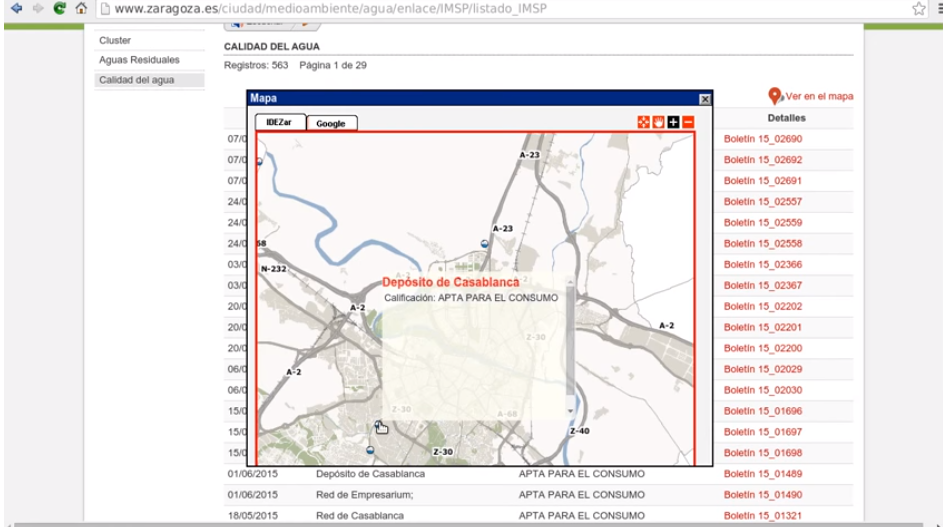 www.zaragoza.es/ciudad/medioambiente/agua/enlace/IMSP/listado_IMSP
Cluster
Aguas Residuales
Calidad del agua
CALIDAD DEL AGUA
Registros: 563 Página 1 de 29
Ver en el mapa
Mapa
IDEZar
Google
Detalles
07/0
Boletín 15_02690
07/0
Boletín 15_02692
07/0
Boletín 15_02691
24/0
Boletín 15_02557
24/0
Boletín 15_02559
24/0
Boletín 15_02558
03/0
Boletín 15_02366
03/0
Boletín 15_02367
20/0
Boletín 15_02202
20/0
Boletín 15_02201
20/0
Boletín 15_02200
06/0
Boletín 15_02029
06/0
Boletín 15_02030
15/0
Boletín 15_01696
15/0
Boletín 15_01697
15/0
Boletín 15_01698
A-23
A-23
68
N-232
A-2
Depósito de Casablanca
Calificación: APTA PARA EL CONSUMO
A-2
A-2
Z-30
A-2
Z-30
A-68
Z-40
Z-30
01/06/2015 Depósito de Casablanca APTA PARA EL CONSUMO Boletín 15_01489
01/06/2015 Red de Empresarium; APTA PARA EL CONSUMO Boletín 15_01490
18/05/2015 Red de Casablanca APTA PARA EL CONSUMO Boletín 15_01321